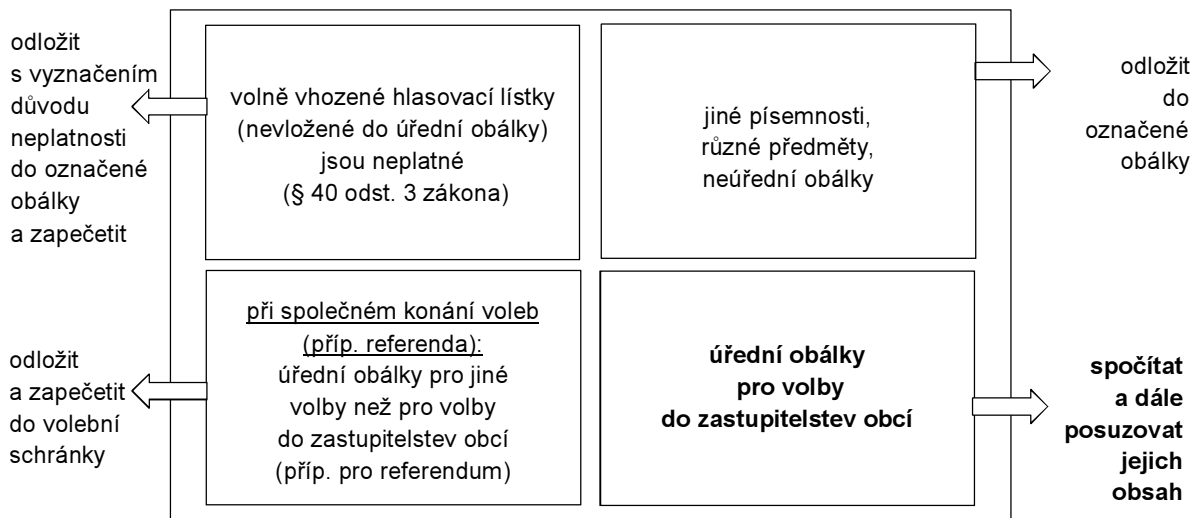 odložit
s vyznačením
důvodu
neplatnosti
do označené
obálky
a zapečetit
volně vhozené hlasovací lístky
(nevložené do úřední obálky)
jsou neplatné
(§ 40 odst. 3 zákona)
jiné písemnosti,
různé předměty,
neúřední obálky
odložit
do
označené
obálky
odložit
a zapečetit
do volební
schránky
při společném konání voleb
(příp. referenda):
úřední obálky pro jiné
volby než pro volby
do zastupitelstev obcí
(příp. pro referendum)
úřední obálky
pro volby
do zastupitelstev obcí
spočítat
a dále
posuzovat
jejich
obsah